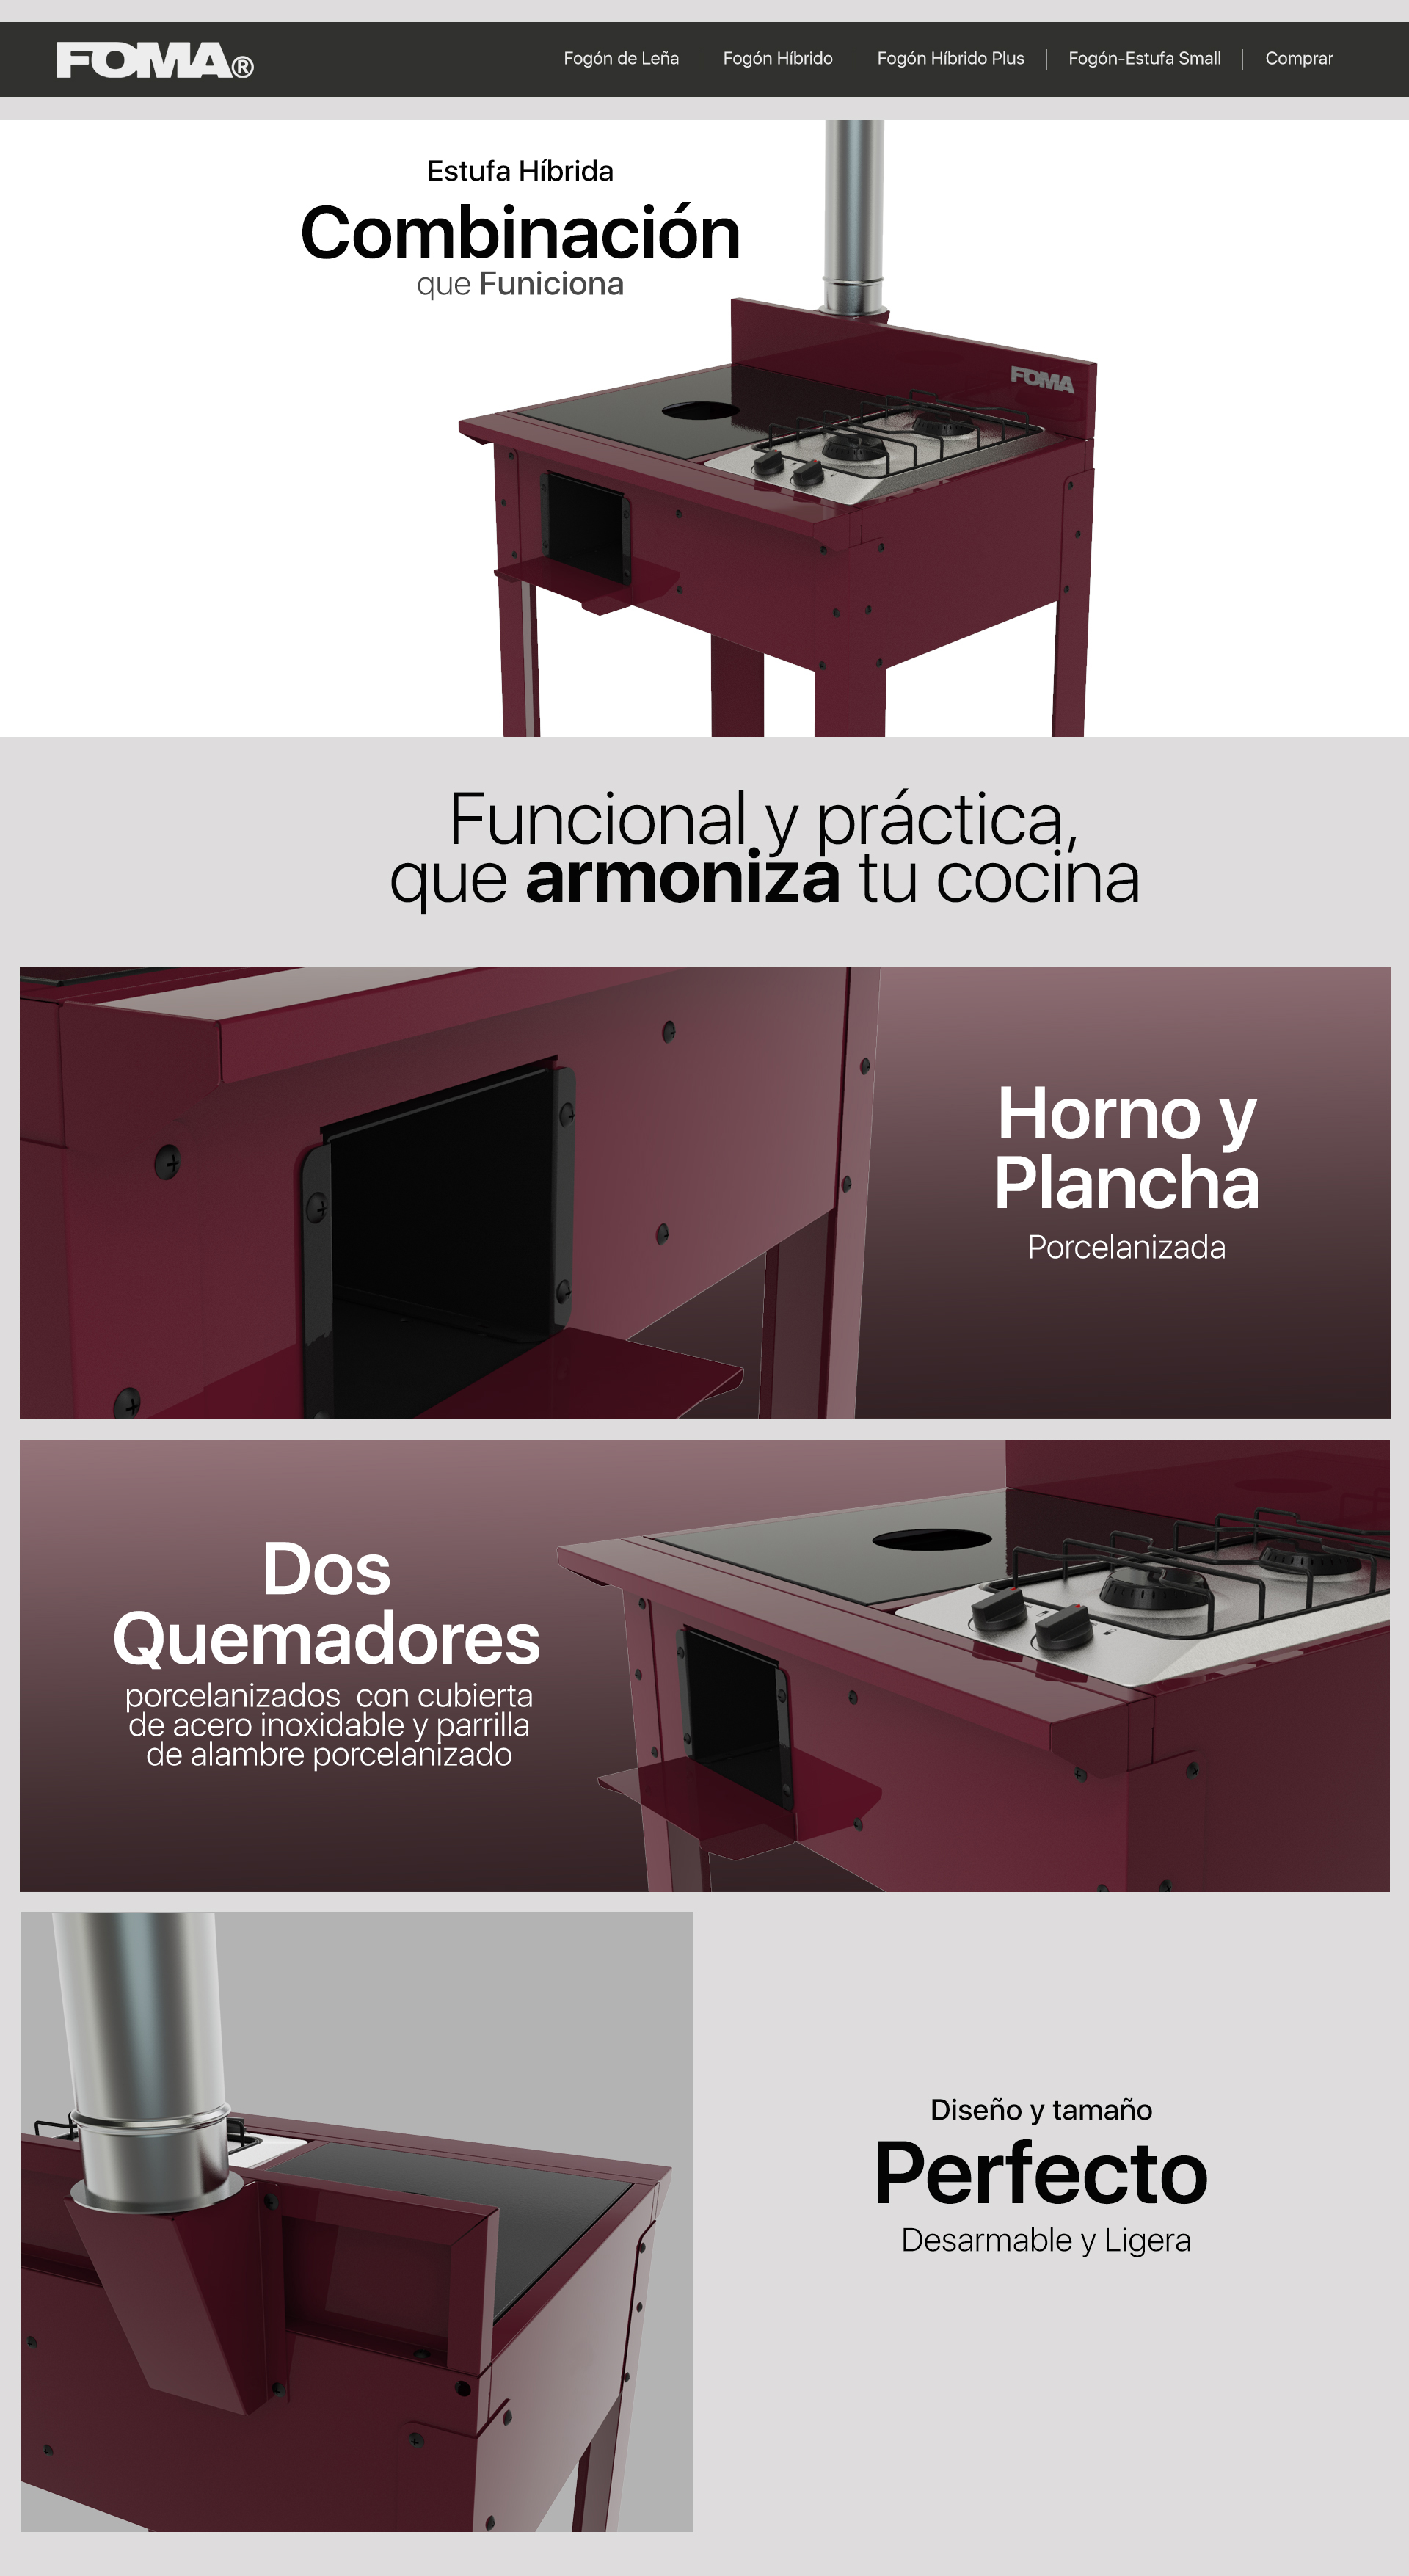 FOMA®
Fogón de Leña | Fogón Híbrido | Fogón Híbrido Plus | Fogón-Estufa Small | Comprar
Estufa Híbrida
Combinación
que Funiciona
FOMA
Funcional y práctica,
que armoniza tu cocina
Horno y
Plancha
Porcelanizada
Dos
Quemadores
porcelanizados con cubierta
de acero inoxidable y parrilla
de alambre porcelanizado
Diseño y tamaño
Perfecto
Desarmable y Ligera